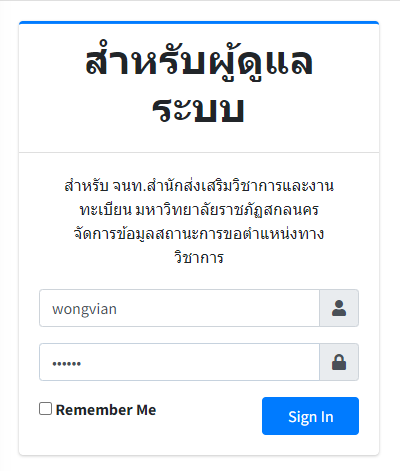 สำหรับผู้ดูแล
ระบบ
สำหรับ จนท.สำนักส่งเสริมวิชาการและงาน
ทะเบียน มหาวิทยาลัยราชภัฏสกลนคร
จัดการข้อมูลสถานะการขอตำแหน่งทาง
วิชาการ
wongvian
••••••
Remember Me
Sign In